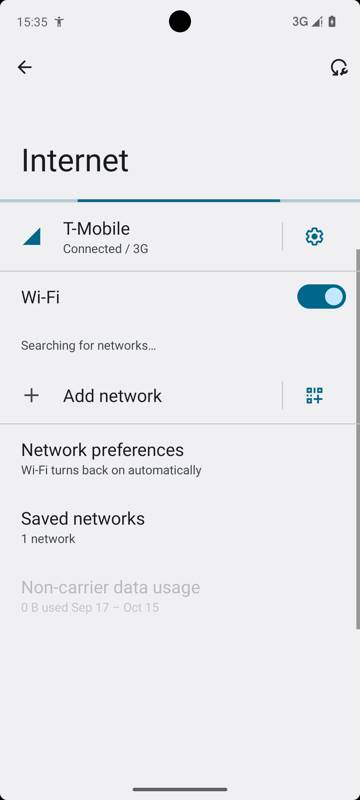 15:35
3G
Internet
T-Mobile
Connected / 3G
Wi-Fi
Searching for networks…
Add network
Network preferences
Wi-Fi turns back on automatically
Saved networks
1 network
Non-carrier data usage
0 B used Sep 17 – Oct 15